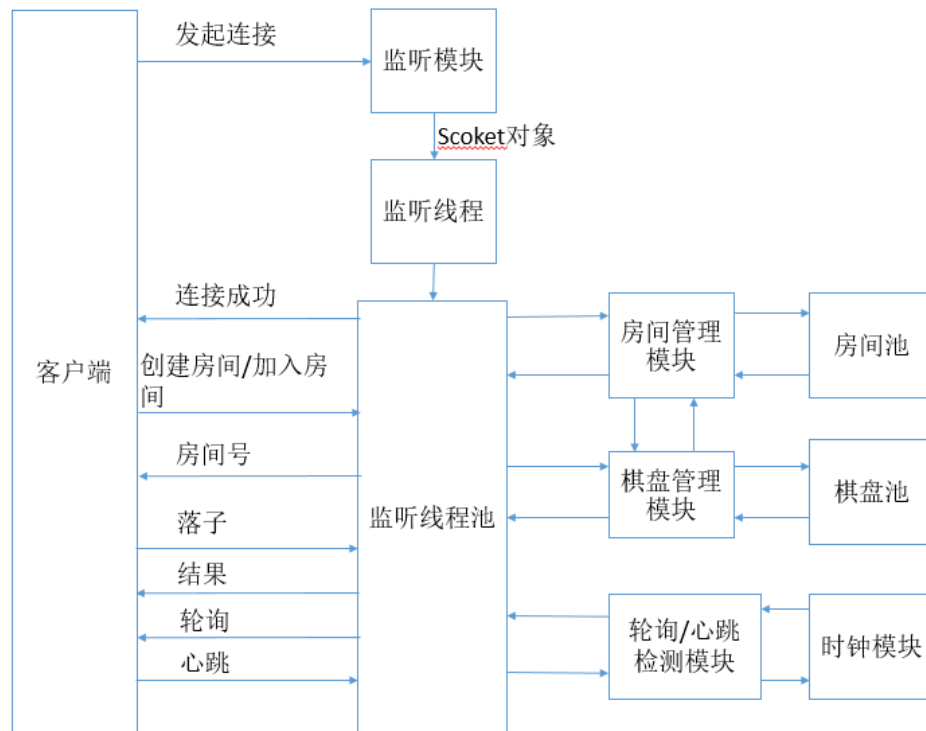 发起连接
监听模块
Scoket对象
监听线程
连接成功
房间管理
模块
房间池
客户端
创建房间/加入房
间
房间号
棋盘管理
模块
棋盘池
监听线程池
落子
结果
轮询
心跳
轮询/心跳
检测模块
时钟模块